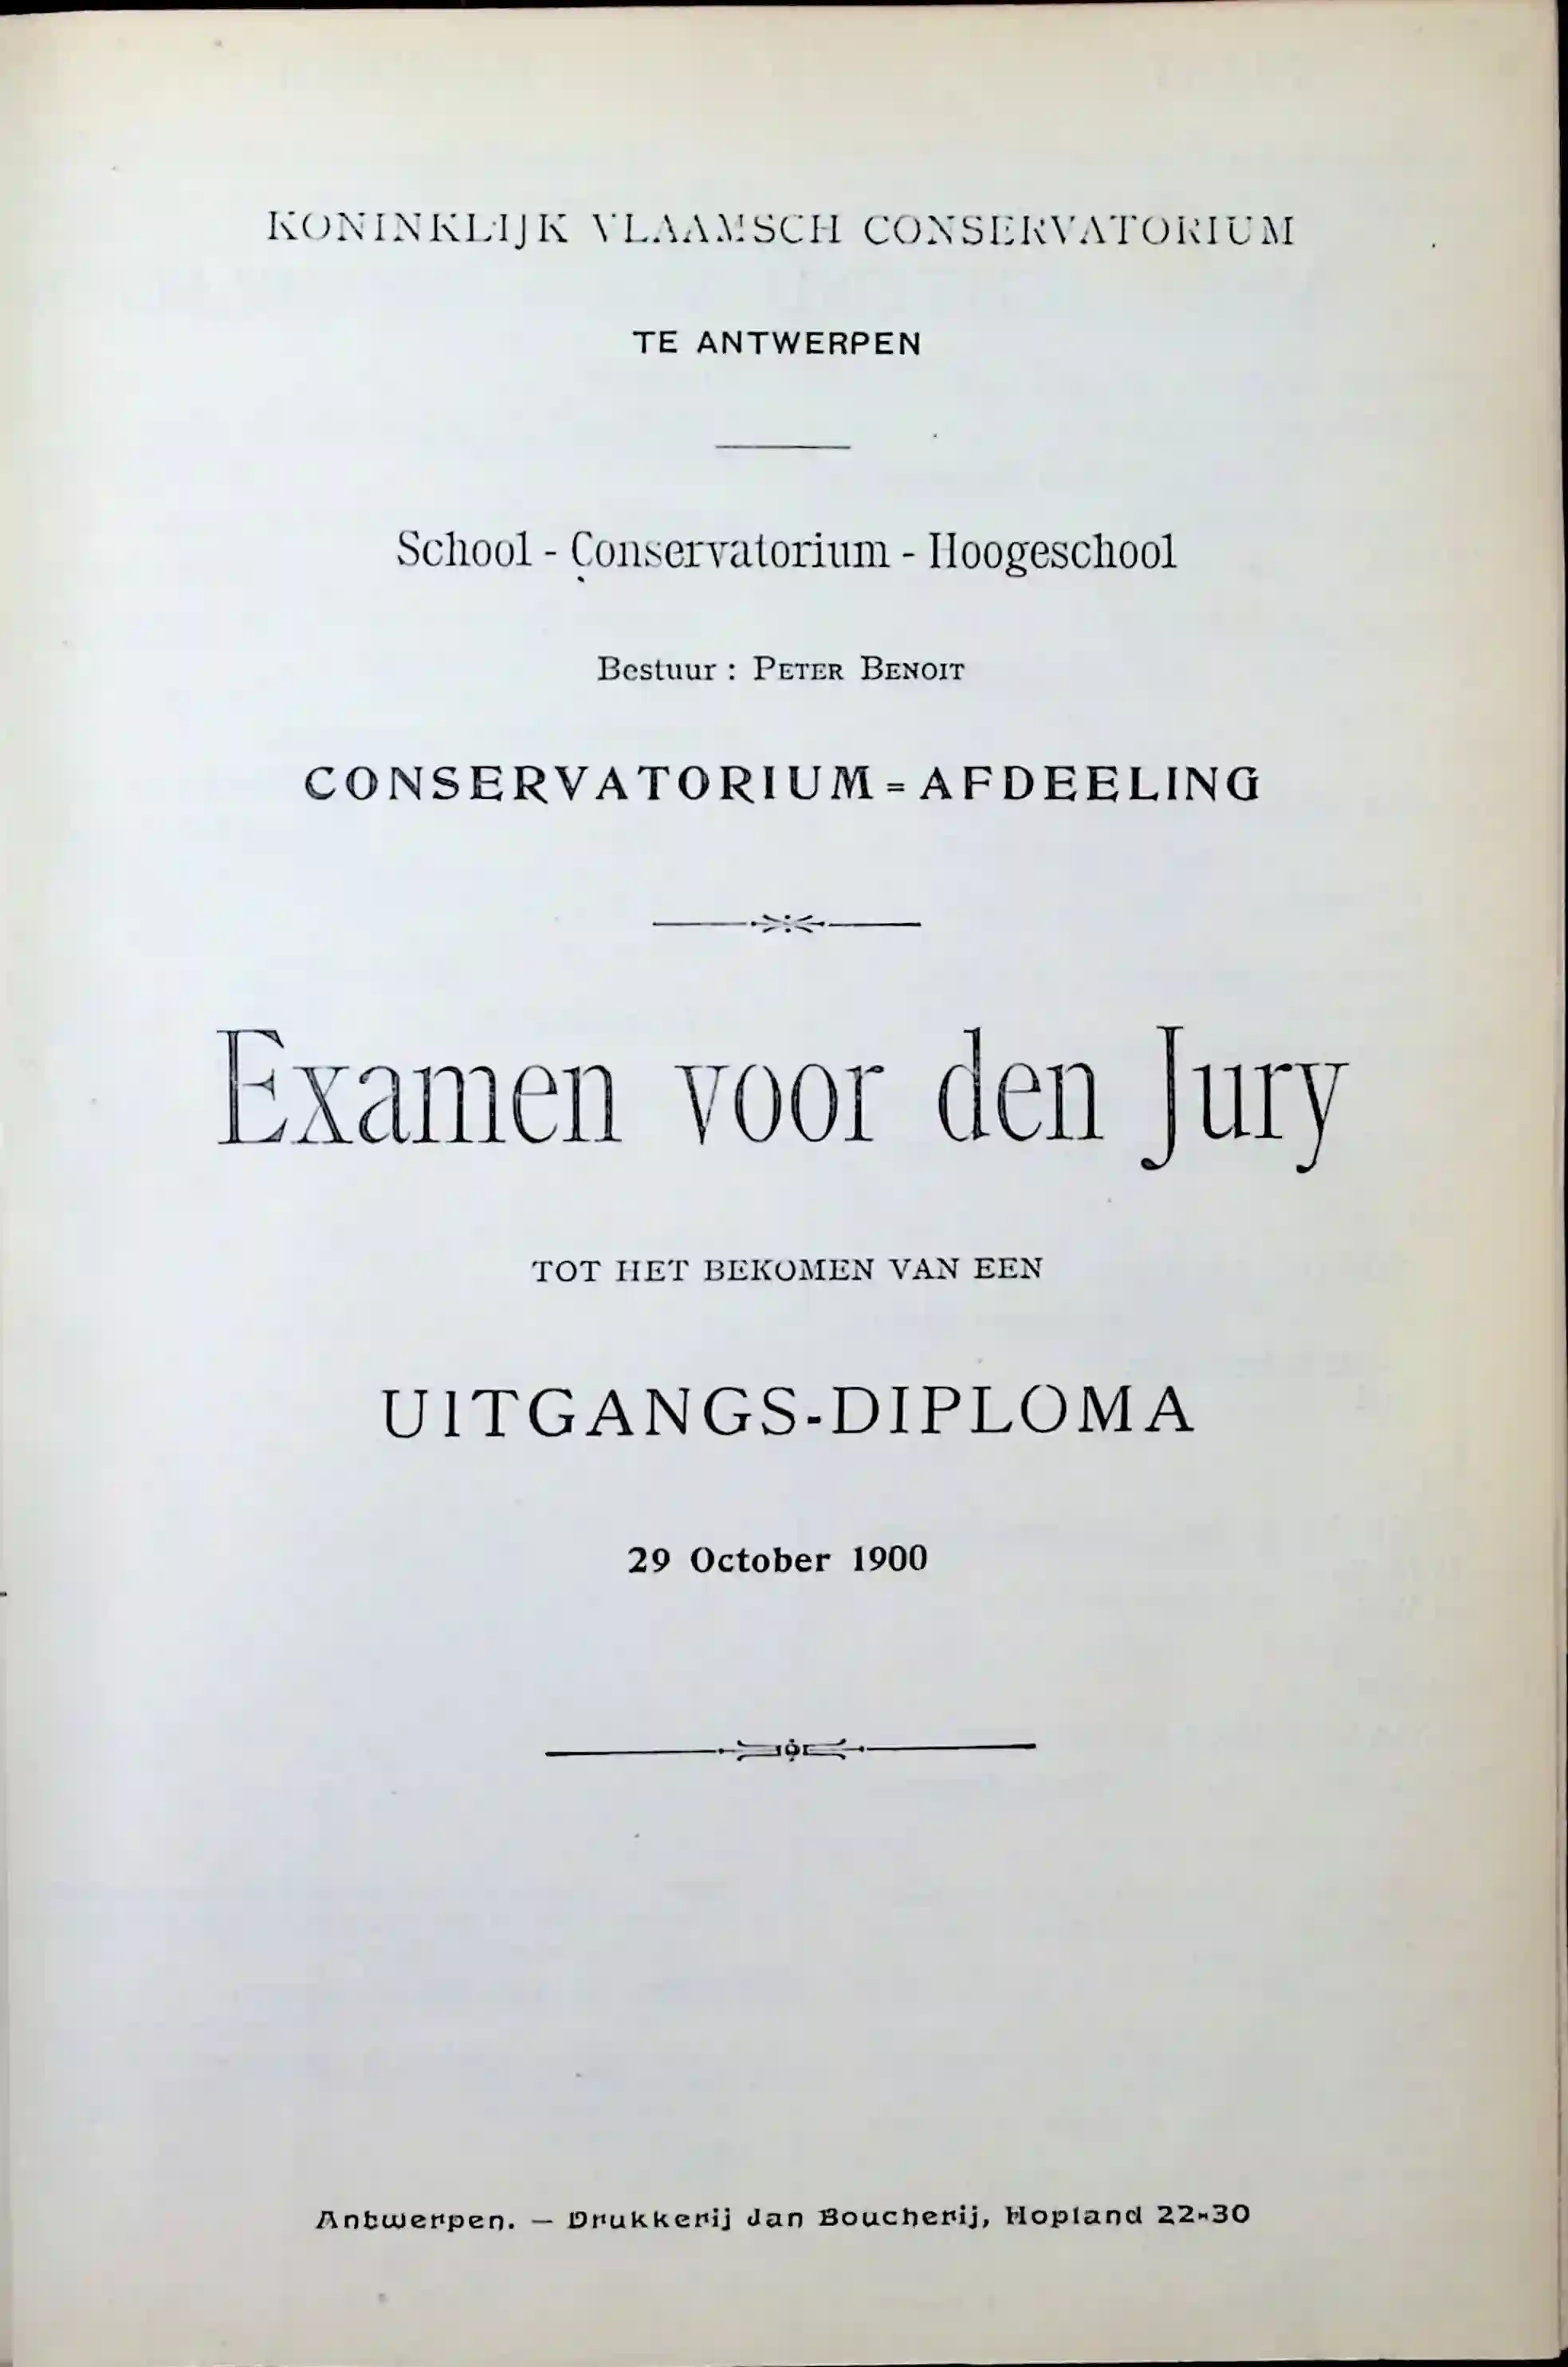 KONINKLIJK VLAAMSCH CONSERVATORIUM
TE ANTWERPEN
School - Conservatorium - Hoogeschool
Bestuur : PETER BENOIT
CONSERVATORIUM=AFDEELING
Examen voor den Jury
TOT HET BEKOMEN VAN EEN
UITGANGS-DIPLOMA
29 October 1900
Antwerpen. — Drukkerij Jan Boucherij, Hopland 22-30